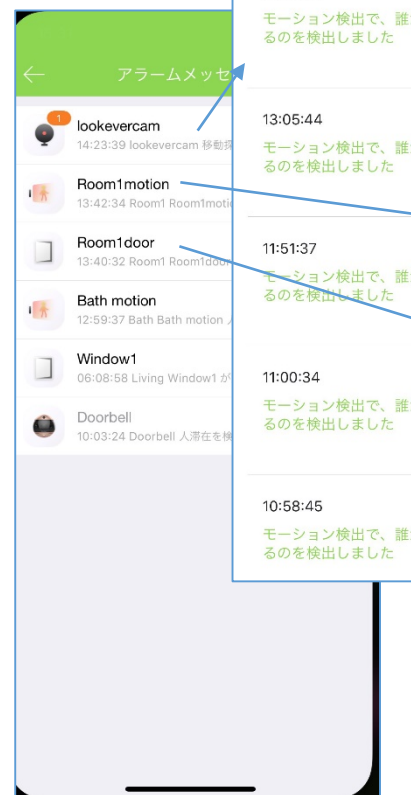 アラームメッセ
1
lookevercam
14:23:39 lookevercam 移動探
Room1motion
13:42:34 Room1 Room1motio
Room1door
13:40:32 Room1 Room1door
Bath motion
12:59:37 Bath Bath motion 人
Window1
06:08:58 Living Window1 が
Doorbell
10:03:24 Doorbell 人滞在を検
モーション検出で、誰
るのを検出しました
13:05:44
モーション検出で、誰
るのを検出しました
11:51:37
モーション検出で、誰
るのを検出しました
11:00:34
モーション検出で、誰
るのを検出しました
10:58:45
モーション検出で、誰
るのを検出しました